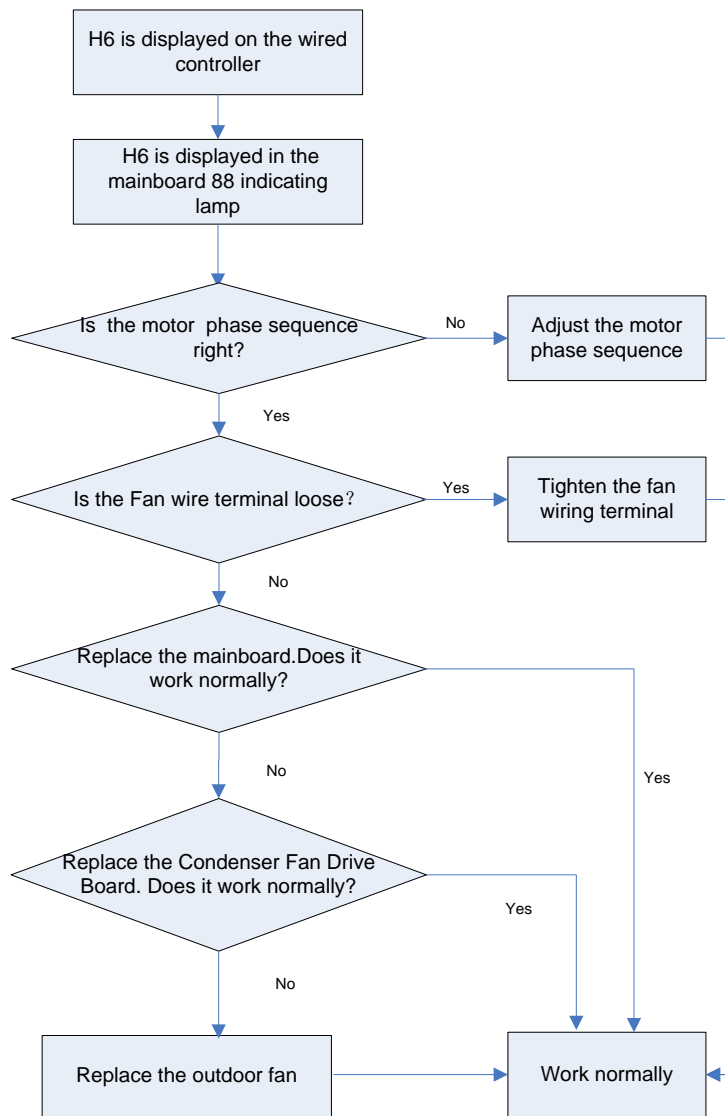 H6 is displayed on the wired
controller
H6 is displayed in the
mainboard 88 indicating
lamp
Is the motor phase sequence
right?
No
Adjust the motor
phase sequence
Yes
Is the Fan wire terminal loose？
Yes
Tighten the fan
wiring terminal
No
Replace the mainboard.Does it
work normally?
Yes
No
Replace the Condenser Fan Drive
Board. Does it work normally?
Yes
No
Replace the outdoor fan
Work normally